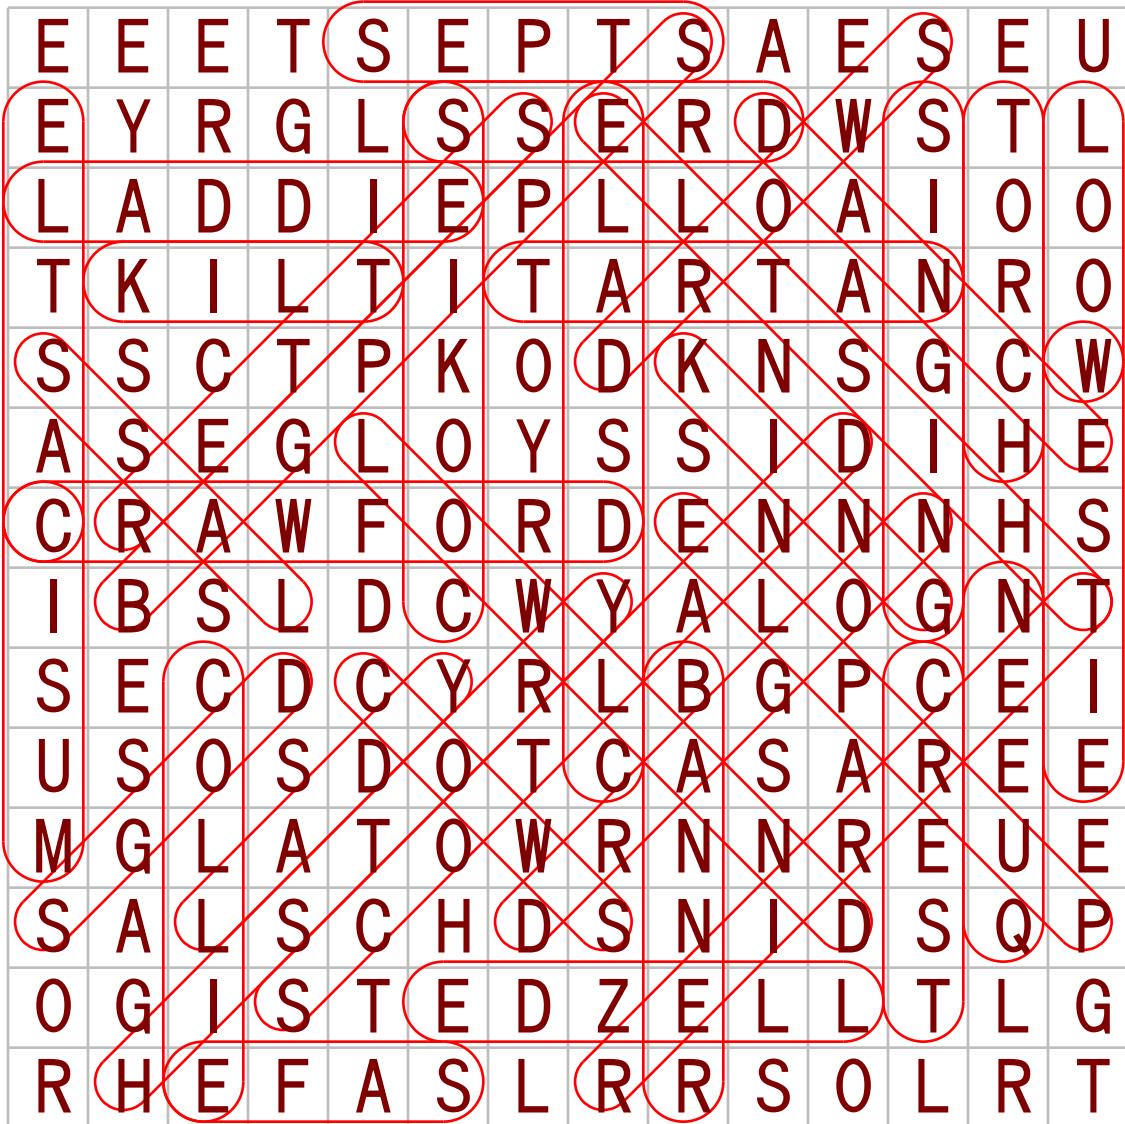 E E E T S E P T S A E S E U
E Y R G L S S E R D W S T L
L A D D I E P L L O A I O O
T K I L T I T A R T A N R O
S S C T P K O D K N S G C W
A S E G L O Y S S I D I H E
C R A W F O R D E N N N H S
I B S L D C W Y A L O G N T
S E C D C Y R L B G P C E I
U S O S D O T C A S A R E E
M G L A T O W R N N R E U E
S A L S C H D S N I D S Q P
O G I S T E D Z E L L T L G
R H E F A S L R R S O L R T